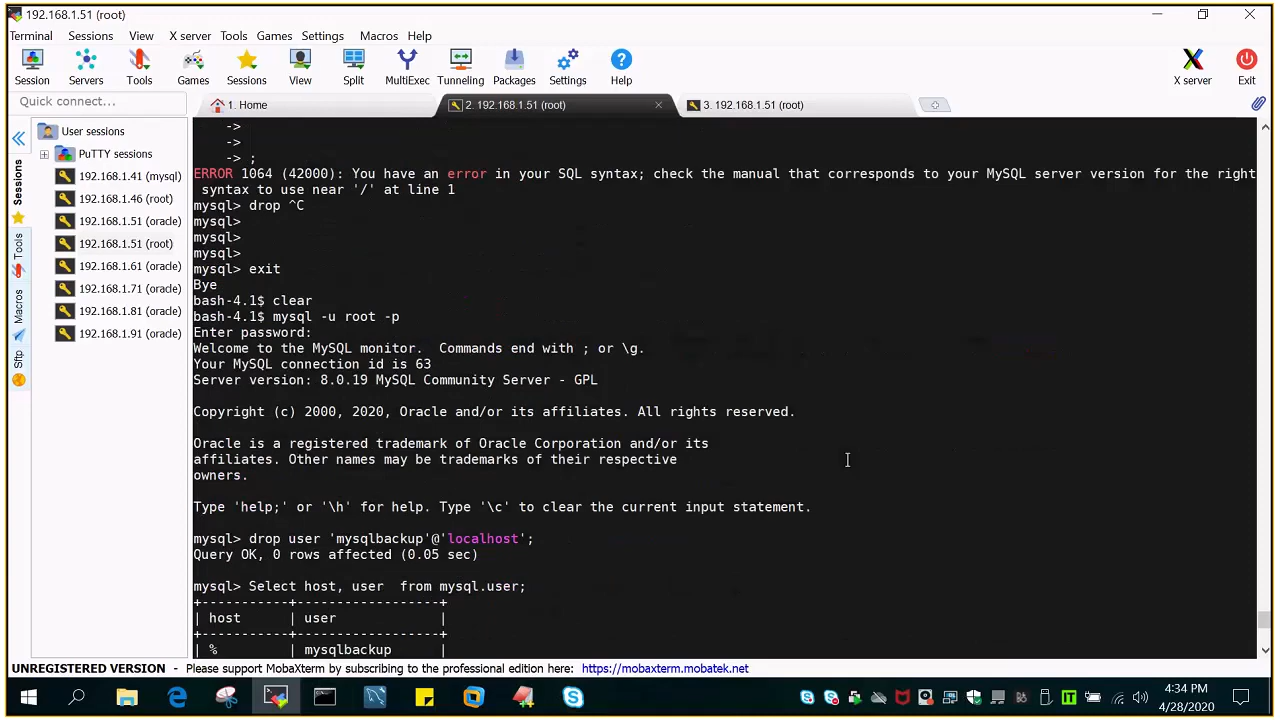 192.168.1.51 (root)
Terminal Sessions View X server Tools Games Settings Macros Help
Session Servers Tools Games Sessions View Split MultiExec Tunneling Packages Settings Help X server Exit
Quick connect...
1. Home
2. 192.168.1.51 (root)
3. 192.168.1.51 (root)
Sessions
Tools
Macros
Sftp
User sessions
PuTTY sessions
192.168.1.41 (mysql)
192.168.1.46 (root)
192.168.1.51 (oracle)
192.168.1.51 (root)
192.168.1.61 (oracle)
192.168.1.71 (oracle)
192.168.1.81 (oracle)
192.168.1.91 (oracle)
->
->
-> ;
ERROR 1064 (42000): You have an error in your SQL syntax; check the manual that corresponds to your MySQL server version for the right
syntax to use near '/' at line 1
mysql> drop ^C
mysql>
mysql>
mysql>
mysql> exit
Bye
bash-4.1$ clear
bash-4.1$ mysql -u root -p
Enter password:
Welcome to the MySQL monitor.  Commands end with ; or \g.
Your MySQL connection id is 63
Server version: 8.0.19 MySQL Community Server - GPL
Copyright (c) 2000, 2020, Oracle and/or its affiliates. All rights reserved.
Oracle is a registered trademark of Oracle Corporation and/or its
affiliates. Other names may be trademarks of their respective
owners.
Type 'help;' or '\h' for help. Type '\c' to clear the current input statement.
mysql> drop user 'mysqlbackup'@'localhost';
Query OK, 0 rows affected (0.05 sec)
mysql> Select host, user  from mysql.user;
+-----------+------------------+
| host      | user             |
+-----------+------------------+
| %         | mysqlbackup      |
UNREGISTERED VERSION - Please support MobaXterm by subscribing to the professional edition here: https://mobaxterm.mobatek.net
IT
4:34 PM
4/28/2020